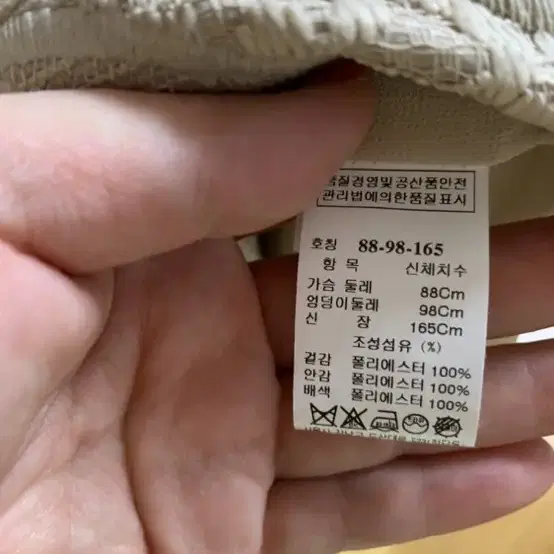 품질경영및공산품안전
관리법에의한품질표시
호칭 88-98-165
항 목 신체치수
가슴 둘레 88Cm
엉덩이둘레 98Cm
신 장 165Cm
조성섬유 (%)
겉감 폴리에스터 100%
안감 폴리에스터 100%
배색 폴리에스터 100%